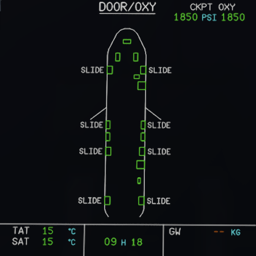 DOOR/OXY
CKPT OXY
1850 PSI 1850
SLIDE SLIDE
SLIDE SLIDE
SLIDE SLIDE
SLIDE SLIDE
TAT 15 °C
GW -- KG
SAT 15 °C
09 H 18